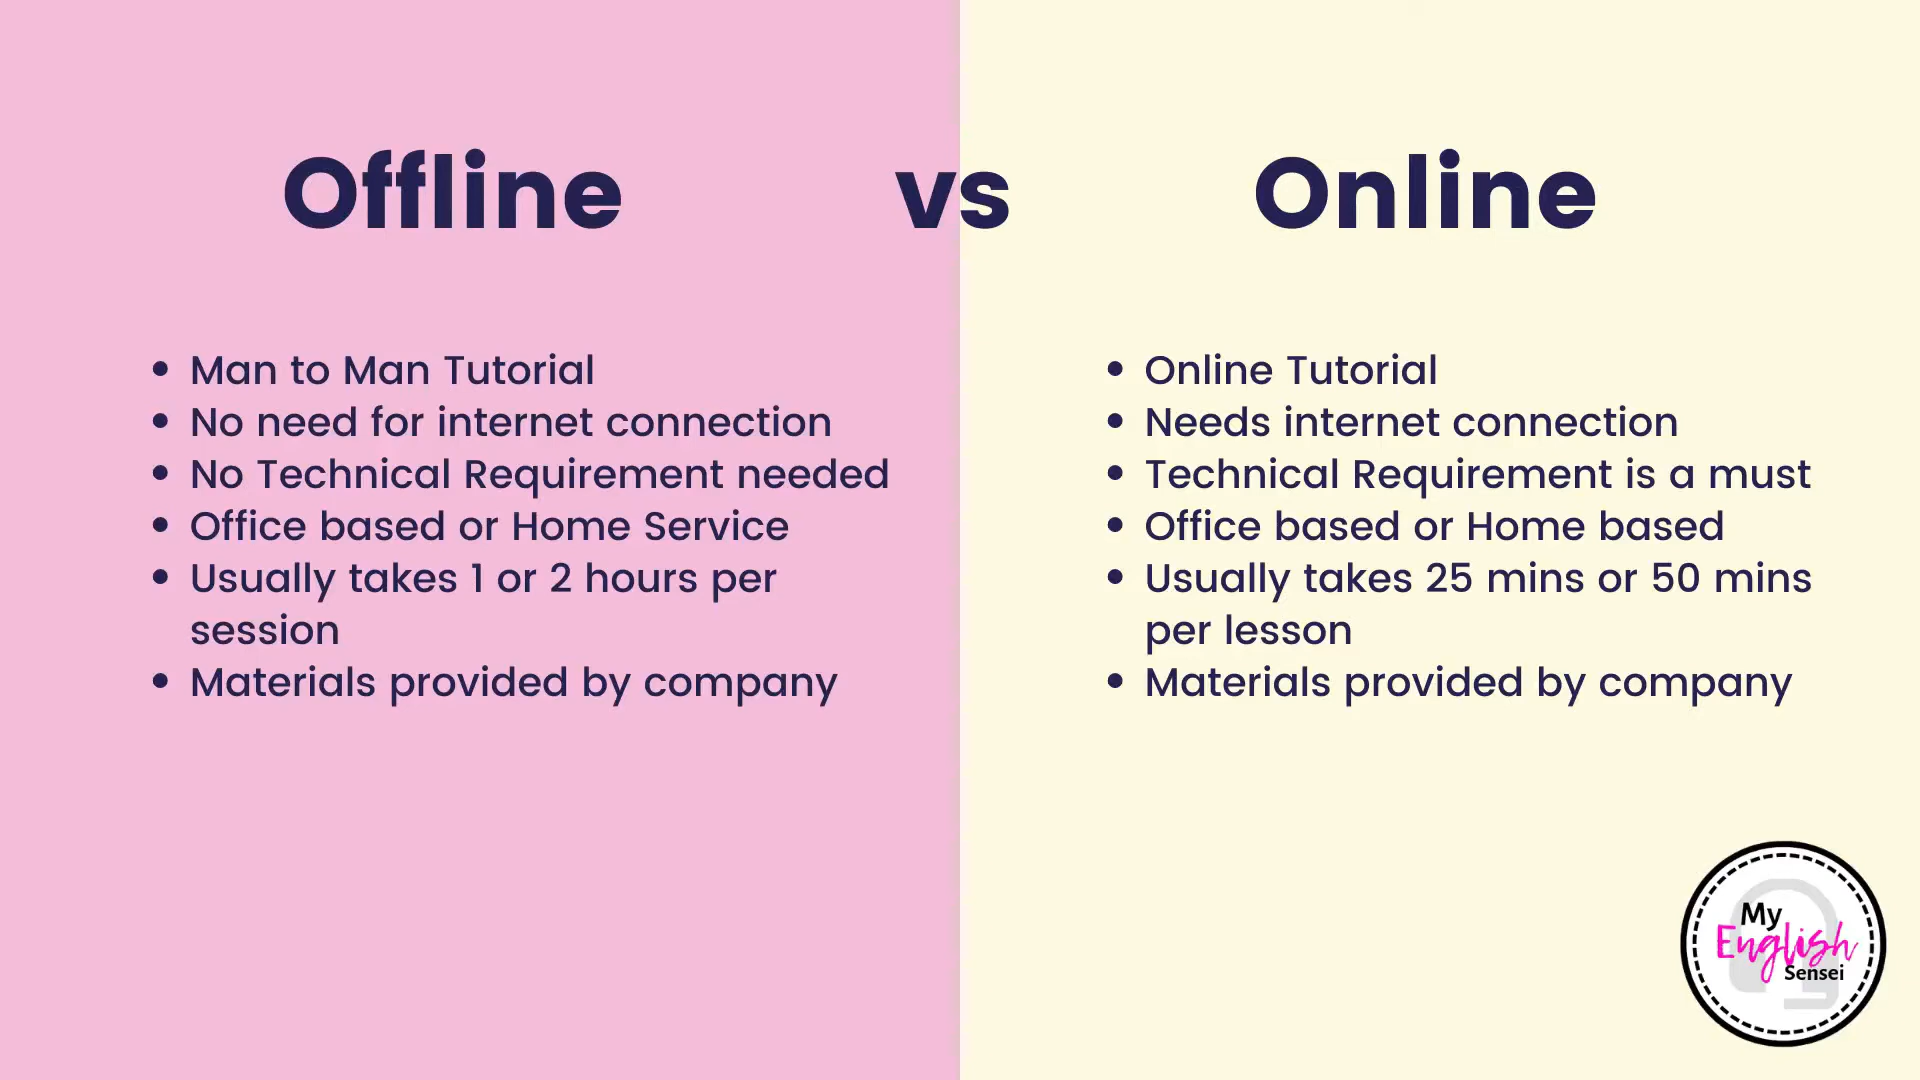 Offline vs Online
• Man to Man Tutorial
• No need for internet connection
• No Technical Requirement needed
• Office based or Home Service
• Usually takes 1 or 2 hours per
session
• Materials provided by company
• Online Tutorial
• Needs internet connection
• Technical Requirement is a must
• Office based or Home based
• Usually takes 25 mins or 50 mins
per lesson
• Materials provided by company
My
English
Sensei